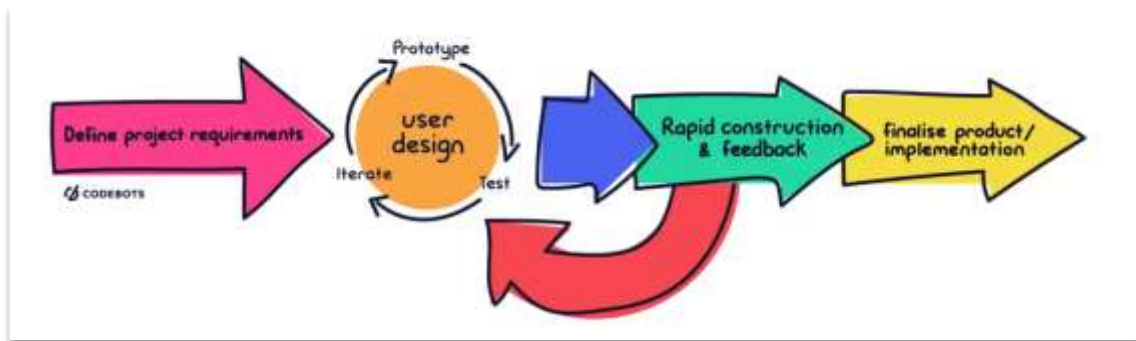 Define project requirements
CODEBOTS
Prototype
user
design
Iterate
Test
Rapid construction
& feedback
finalise product/
implementation